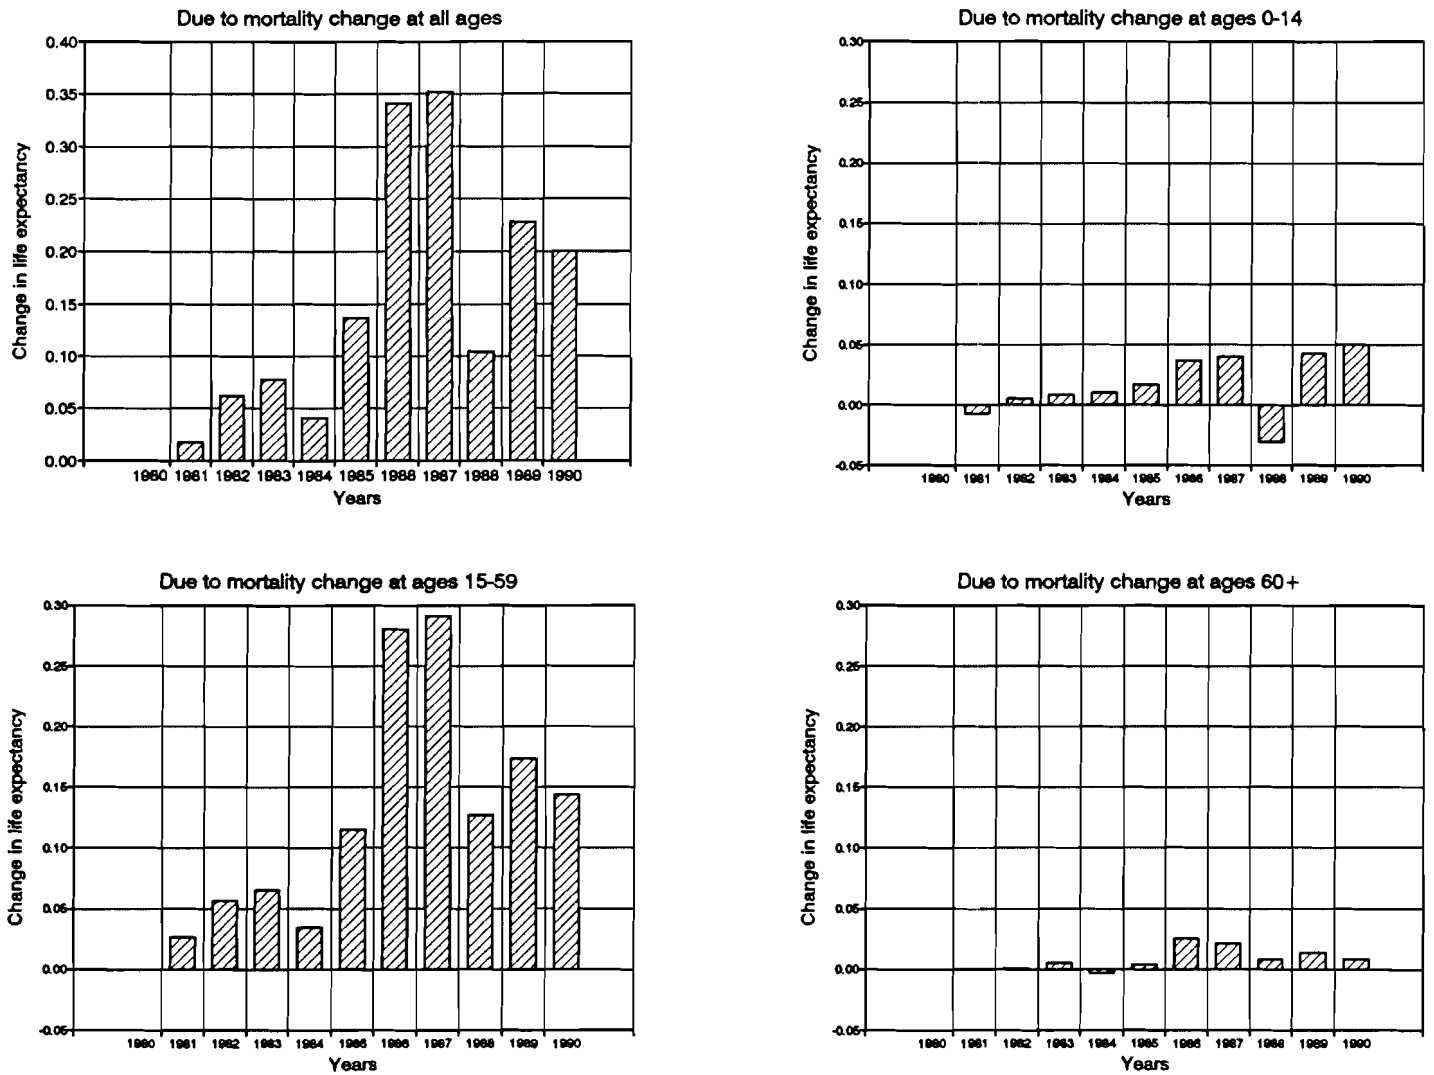 Due to mortality change at all ages
Change in life expectancy
0.40
0.35
0.30
0.25
0.20
0.15
0.10
0.05
0.00
1980 1981 1982 1983 1984 1985 1986 1987 1988 1989 1990
Years
Due to mortality change at ages 0-14
Change in life expectancy
0.30
0.25
0.20
0.15
0.10
0.05
0.00
-0.05
1980 1981 1982 1983 1984 1985 1986 1987 1988 1989 1990
Years
Due to mortality change at ages 15-59
Change in life expectancy
0.30
0.25
0.20
0.15
0.10
0.05
0.00
-0.05
1980 1981 1982 1983 1984 1985 1986 1987 1988 1989 1990
Years
Due to mortality change at ages 60+
Change in life expectancy
0.30
0.25
0.20
0.15
0.10
0.05
0.00
-0.05
1980 1981 1982 1983 1984 1985 1986 1987 1988 1989 1990
Years